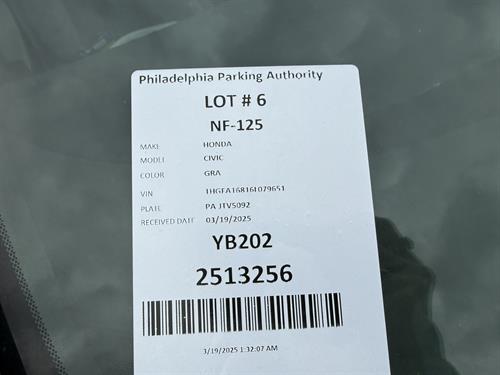 Philadelphia Parking Authority
LOT # 6
NF-125
MAKE HONDA
MODEL CIVIC
COLOR GRA
VIN 1HGFA16816L079651
PLATE PA JTV5092
RECEIVED DATE 03/19/2025
YB202
2513256
3/19/2025 1:32:07 AM